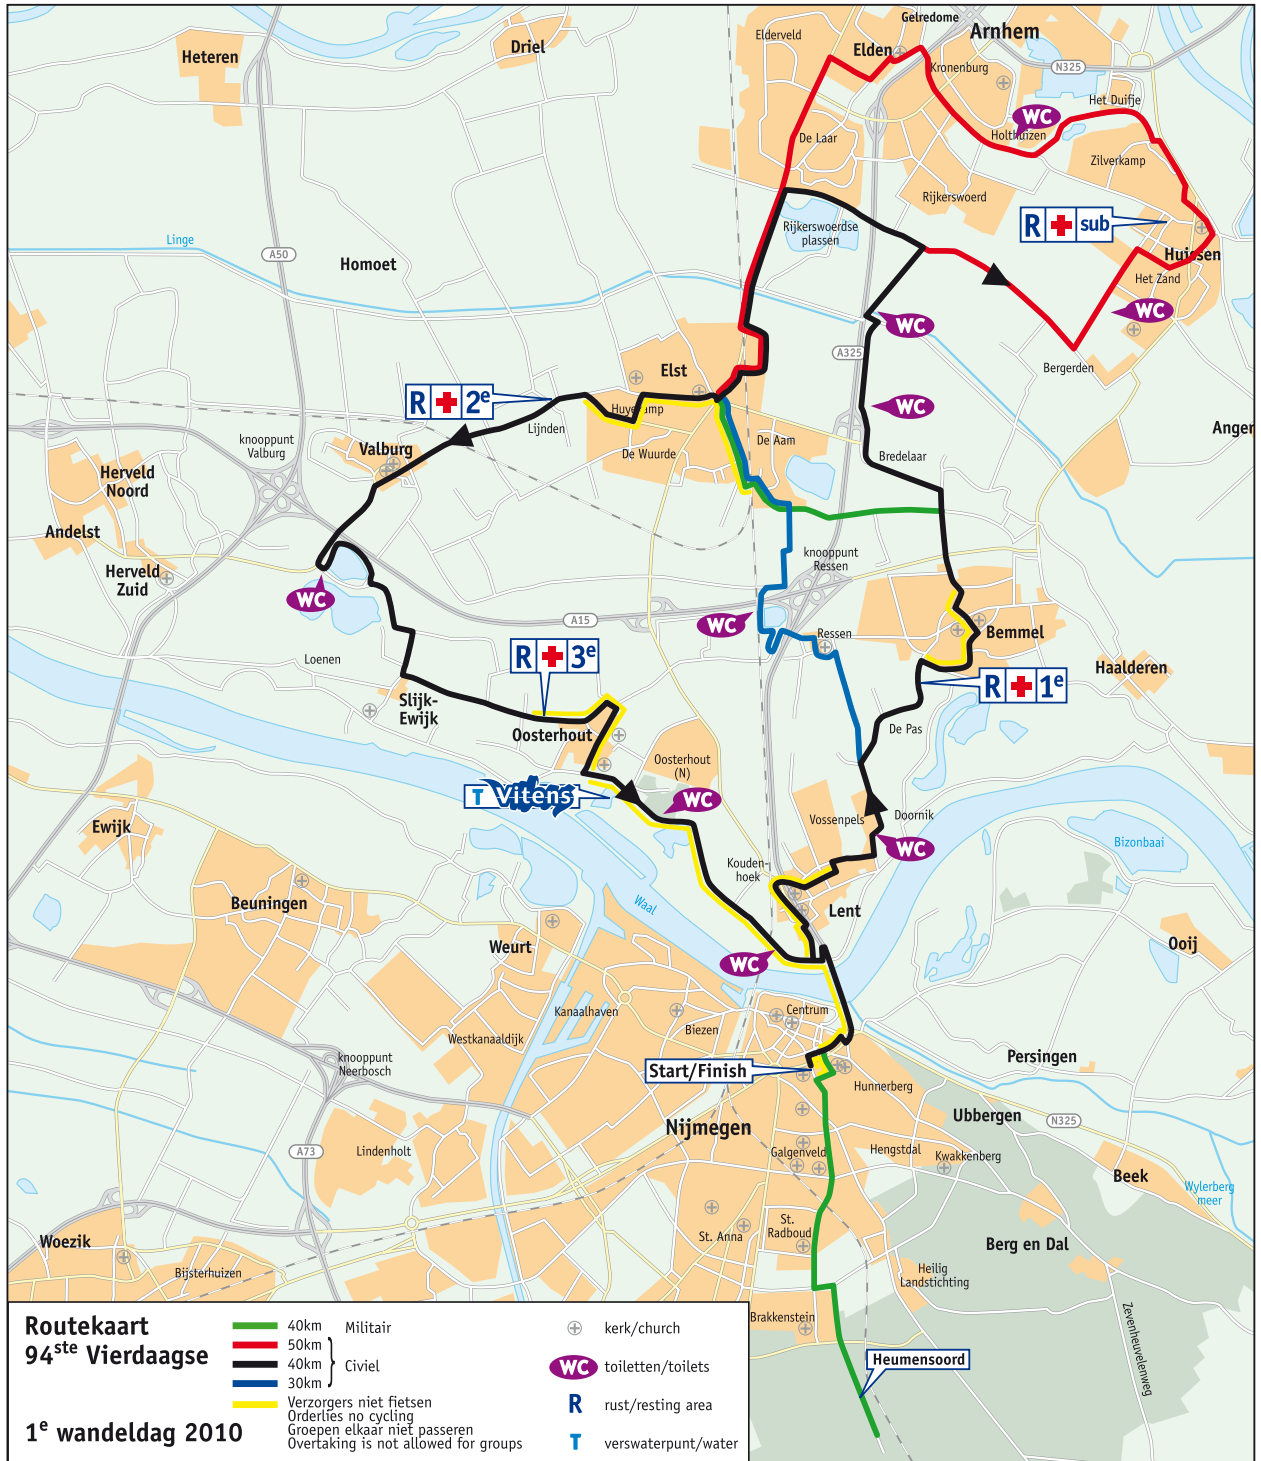 Gelredome
Arnhem
Elderveld
Elden
Driel
Heteren
Kronenburg
N325
Het Duifje
WC
Holthuizen
De Laar
Zilverkamp
Rijkerswoerd
R sub
Rijkerswoerdse
plassen
Linge
A50
Homoet
Huissen
Het Zand
WC
WC
A325
Bergerden
Elst
R 2e
Huyekamp
WC
Lijnden
De Aam
Anger
knooppunt
Valburg
Valburg
De Wuurde
Bredelaar
Herveld
Noord
Andelst
knooppunt
Ressen
Herveld
Zuid
WC
A15
WC
Ressen
Bemmel
R 3e
Loenen
Haalderen
R 1e
Slijk-
Ewijk
Oosterhout
De Pas
Oosterhout
(N)
T Vitens
WC
Ewijk
Vossenpels
Doornik
Bizonbaai
WC
Kouden-
hoek
Beuningen
Waal
Lent
Weurt
Ooij
WC
Kanaalhaven
Centrum
Biezen
Westkanaaldijk
knooppunt
Neerbosch
Persingen
Start/Finish
Hunnerberg
Ubbergen
N325
Nijmegen
A73
Lindenholt
Galgenveld
Hengstdal
Kwakkenberg
Beek
Wylerberg
meer
St.
Radboud
St. Anna
Woezik
Berg en Dal
Bijsterhuizen
Heilig
Landstichting
Zevenheuvelenweg
Brakkenstein
Heumensoord
Routekaart
94ste Vierdaagse
1e wandeldag 2010
40km Militair
50km
40km } Civiel
30km
Verzorgers niet fietsen
Orderlies no cycling
Groepen elkaar niet passeren
Overtaking is not allowed for groups
kerk/church
WC toiletten/toilets
R rust/resting area
T verswaterpunt/water